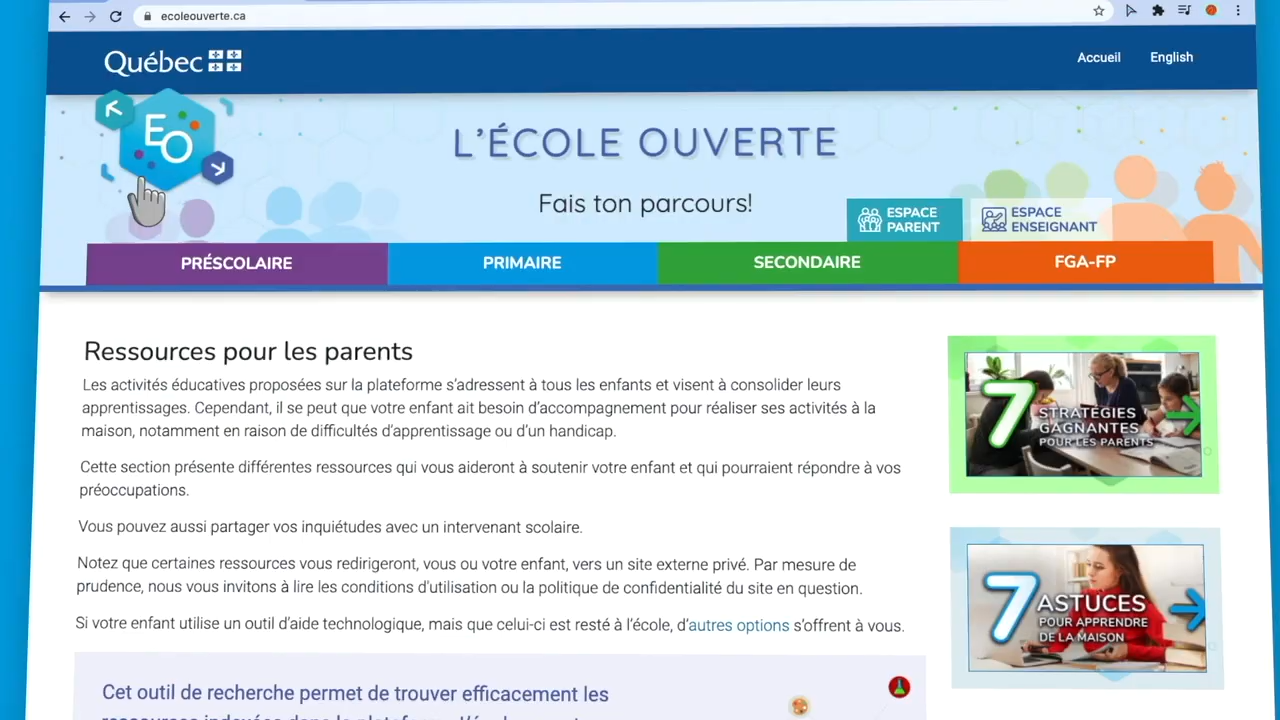 ecoleouverte.ca
Québec
Accueil
English
EO
L'ÉCOLE OUVERTE
Fais ton parcours!
ESPACE
PARENT
ESPACE
ENSEIGNANT
PRÉSCOLAIRE
PRIMAIRE
SECONDAIRE
FGA-FP
Ressources pour les parents
Les activités éducatives proposées sur la plateforme s'adressent à tous les enfants et visent à consolider leurs
apprentissages. Cependant, il se peut que votre enfant ait besoin d'accompagnement pour réaliser ses activités à la
maison, notamment en raison de difficultés d'apprentissage ou d'un handicap.
Cette section présente différentes ressources qui vous aideront à soutenir votre enfant et qui pourraient répondre à vos
préoccupations.
Vous pouvez aussi partager vos inquiétudes avec un intervenant scolaire.
Notez que certaines ressources vous redirigeront, vous ou votre enfant, vers un site externe privé. Par mesure de
prudence, nous vous invitons à lire les conditions d'utilisation ou la politique de confidentialité du site en question.
Si votre enfant utilise un outil d'aide technologique, mais que celui-ci est resté à l'école, d'autres options s'offrent à vous.
7 STRATÉGIES
GAGNANTES
POUR LES PARENTS
7 ASTUCES
POUR APPRENDRE
DE LA MAISON
Cet outil de recherche permet de trouver efficacement les
ressources indexées dans la plateforme L'école ouverte